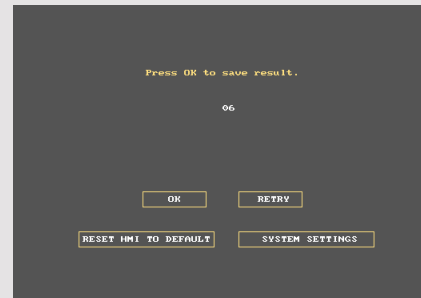 Press OK to save result.
06
OK
RETRY
RESET HMI TO DEFAULT
SYSTEM SETTINGS